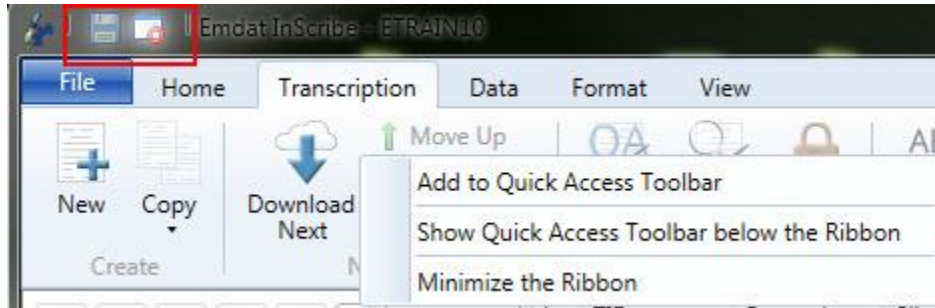 Emdat InScribe - ETRAIN10
File Home Transcription Data Format View
Move Up
New Copy Download Next
Add to Quick Access Toolbar
Show Quick Access Toolbar below the Ribbon
Create
Minimize the Ribbon